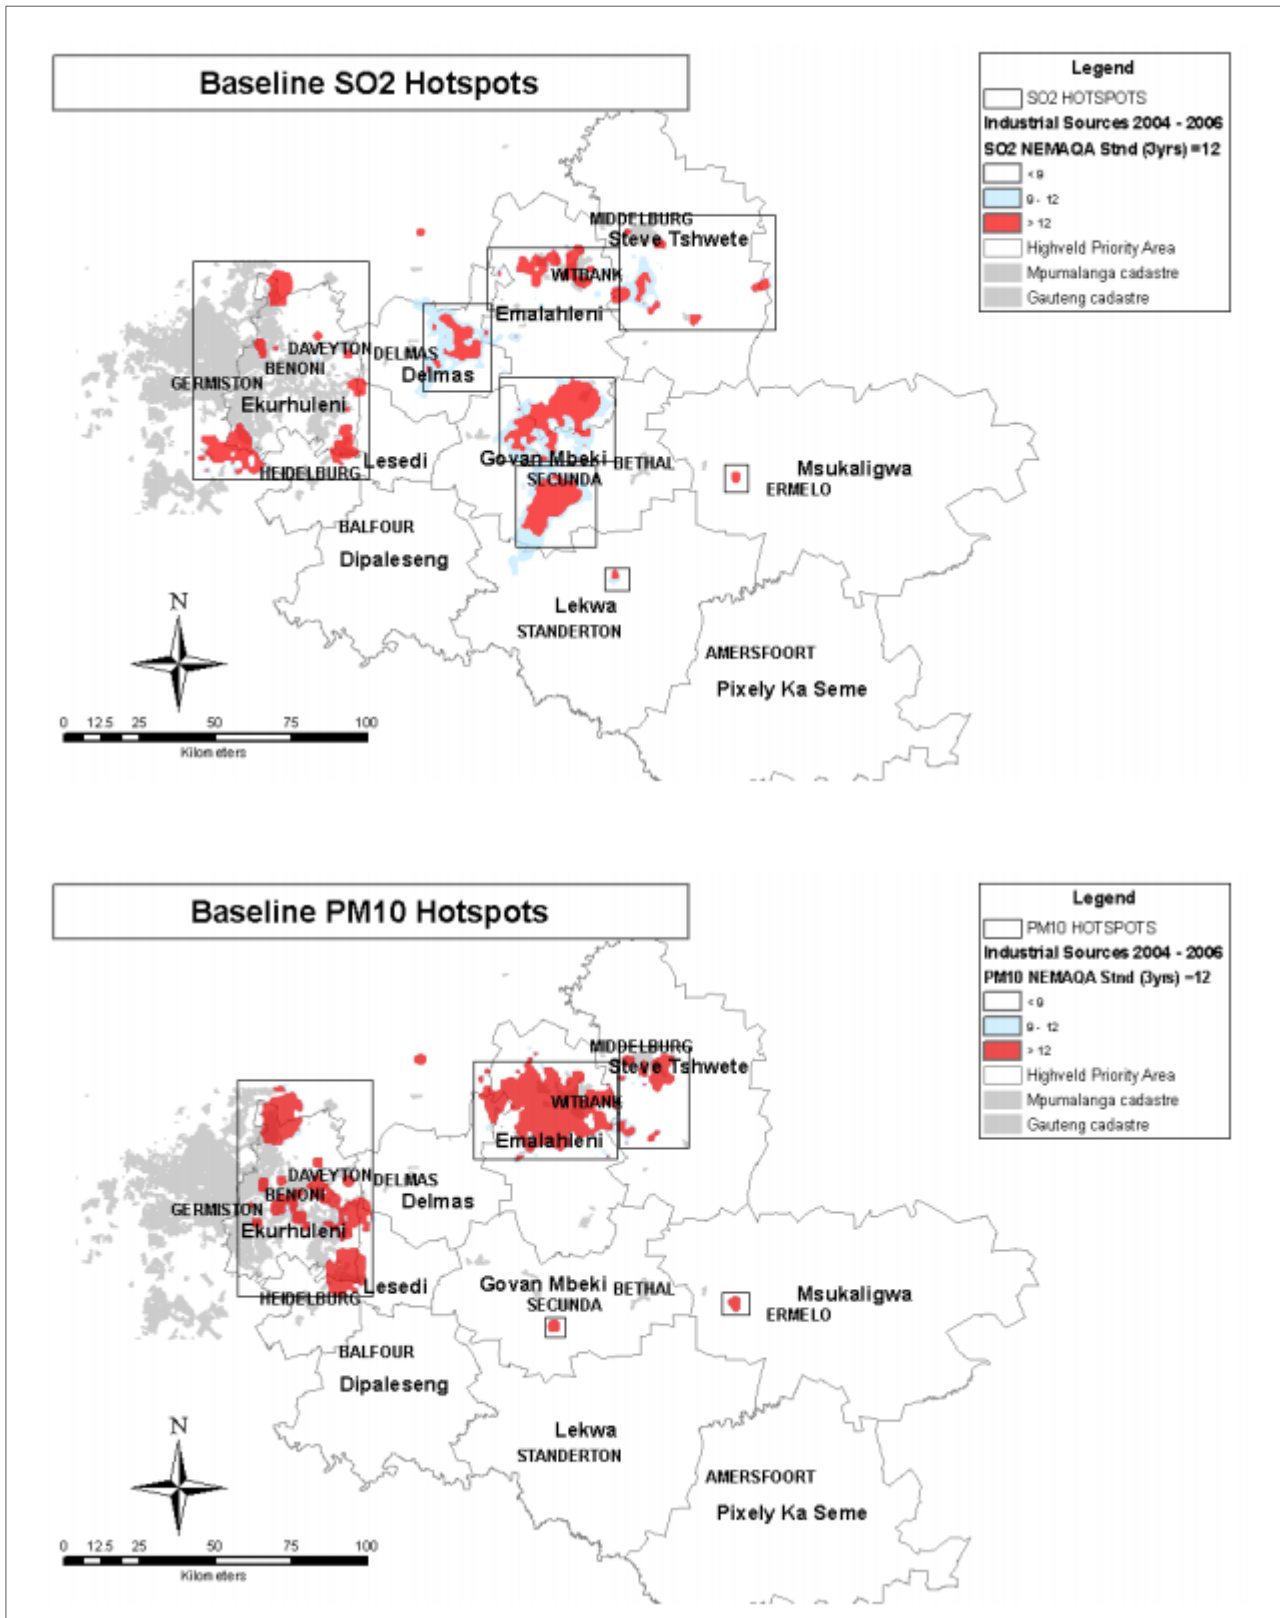 Baseline SO2 Hotspots
Legend
SO2 HOTSPOTS
Industrial Sources 2004 - 2006
SO2 NEMAQA Stnd (3yrs) =12
< 9
9 - 12
> 12
Highveld Priority Area
Mpumalanga cadastre
Gauteng cadastre
MIDDELBURG
Steve Tshwete
WITBANK
Emalahleni
DAVEYTON
DELMAS
BENONI
Delmas
GERMISTON
Ekurhuleni
Lesedi
HEIDELBURG
Govan Mbeki
BETHAL
SECUNDA
Msukaligwa
ERMELO
BALFOUR
Dipaleseng
Lekwa
STANDERTON
AMERSFOORT
Pixely Ka Seme
N
0 12.5 25 50 75 100
Kilometers
Baseline PM10 Hotspots
Legend
PM10 HOTSPOTS
Industrial Sources 2004 - 2006
PM10 NEMAQA Stnd (3yrs) =12
< 9
9 - 12
> 12
Highveld Priority Area
Mpumalanga cadastre
Gauteng cadastre
MIDDELBURG
Steve Tshwete
WITBANK
Emalahleni
DAVEYTON
DELMAS
BENONI
Delmas
GERMISTON
Ekurhuleni
Lesedi
HEIDELBURG
Govan Mbeki
BETHAL
SECUNDA
Msukaligwa
ERMELO
BALFOUR
Dipaleseng
Lekwa
STANDERTON
AMERSFOORT
Pixely Ka Seme
N
0 12.5 25 50 75 100
Kilometers